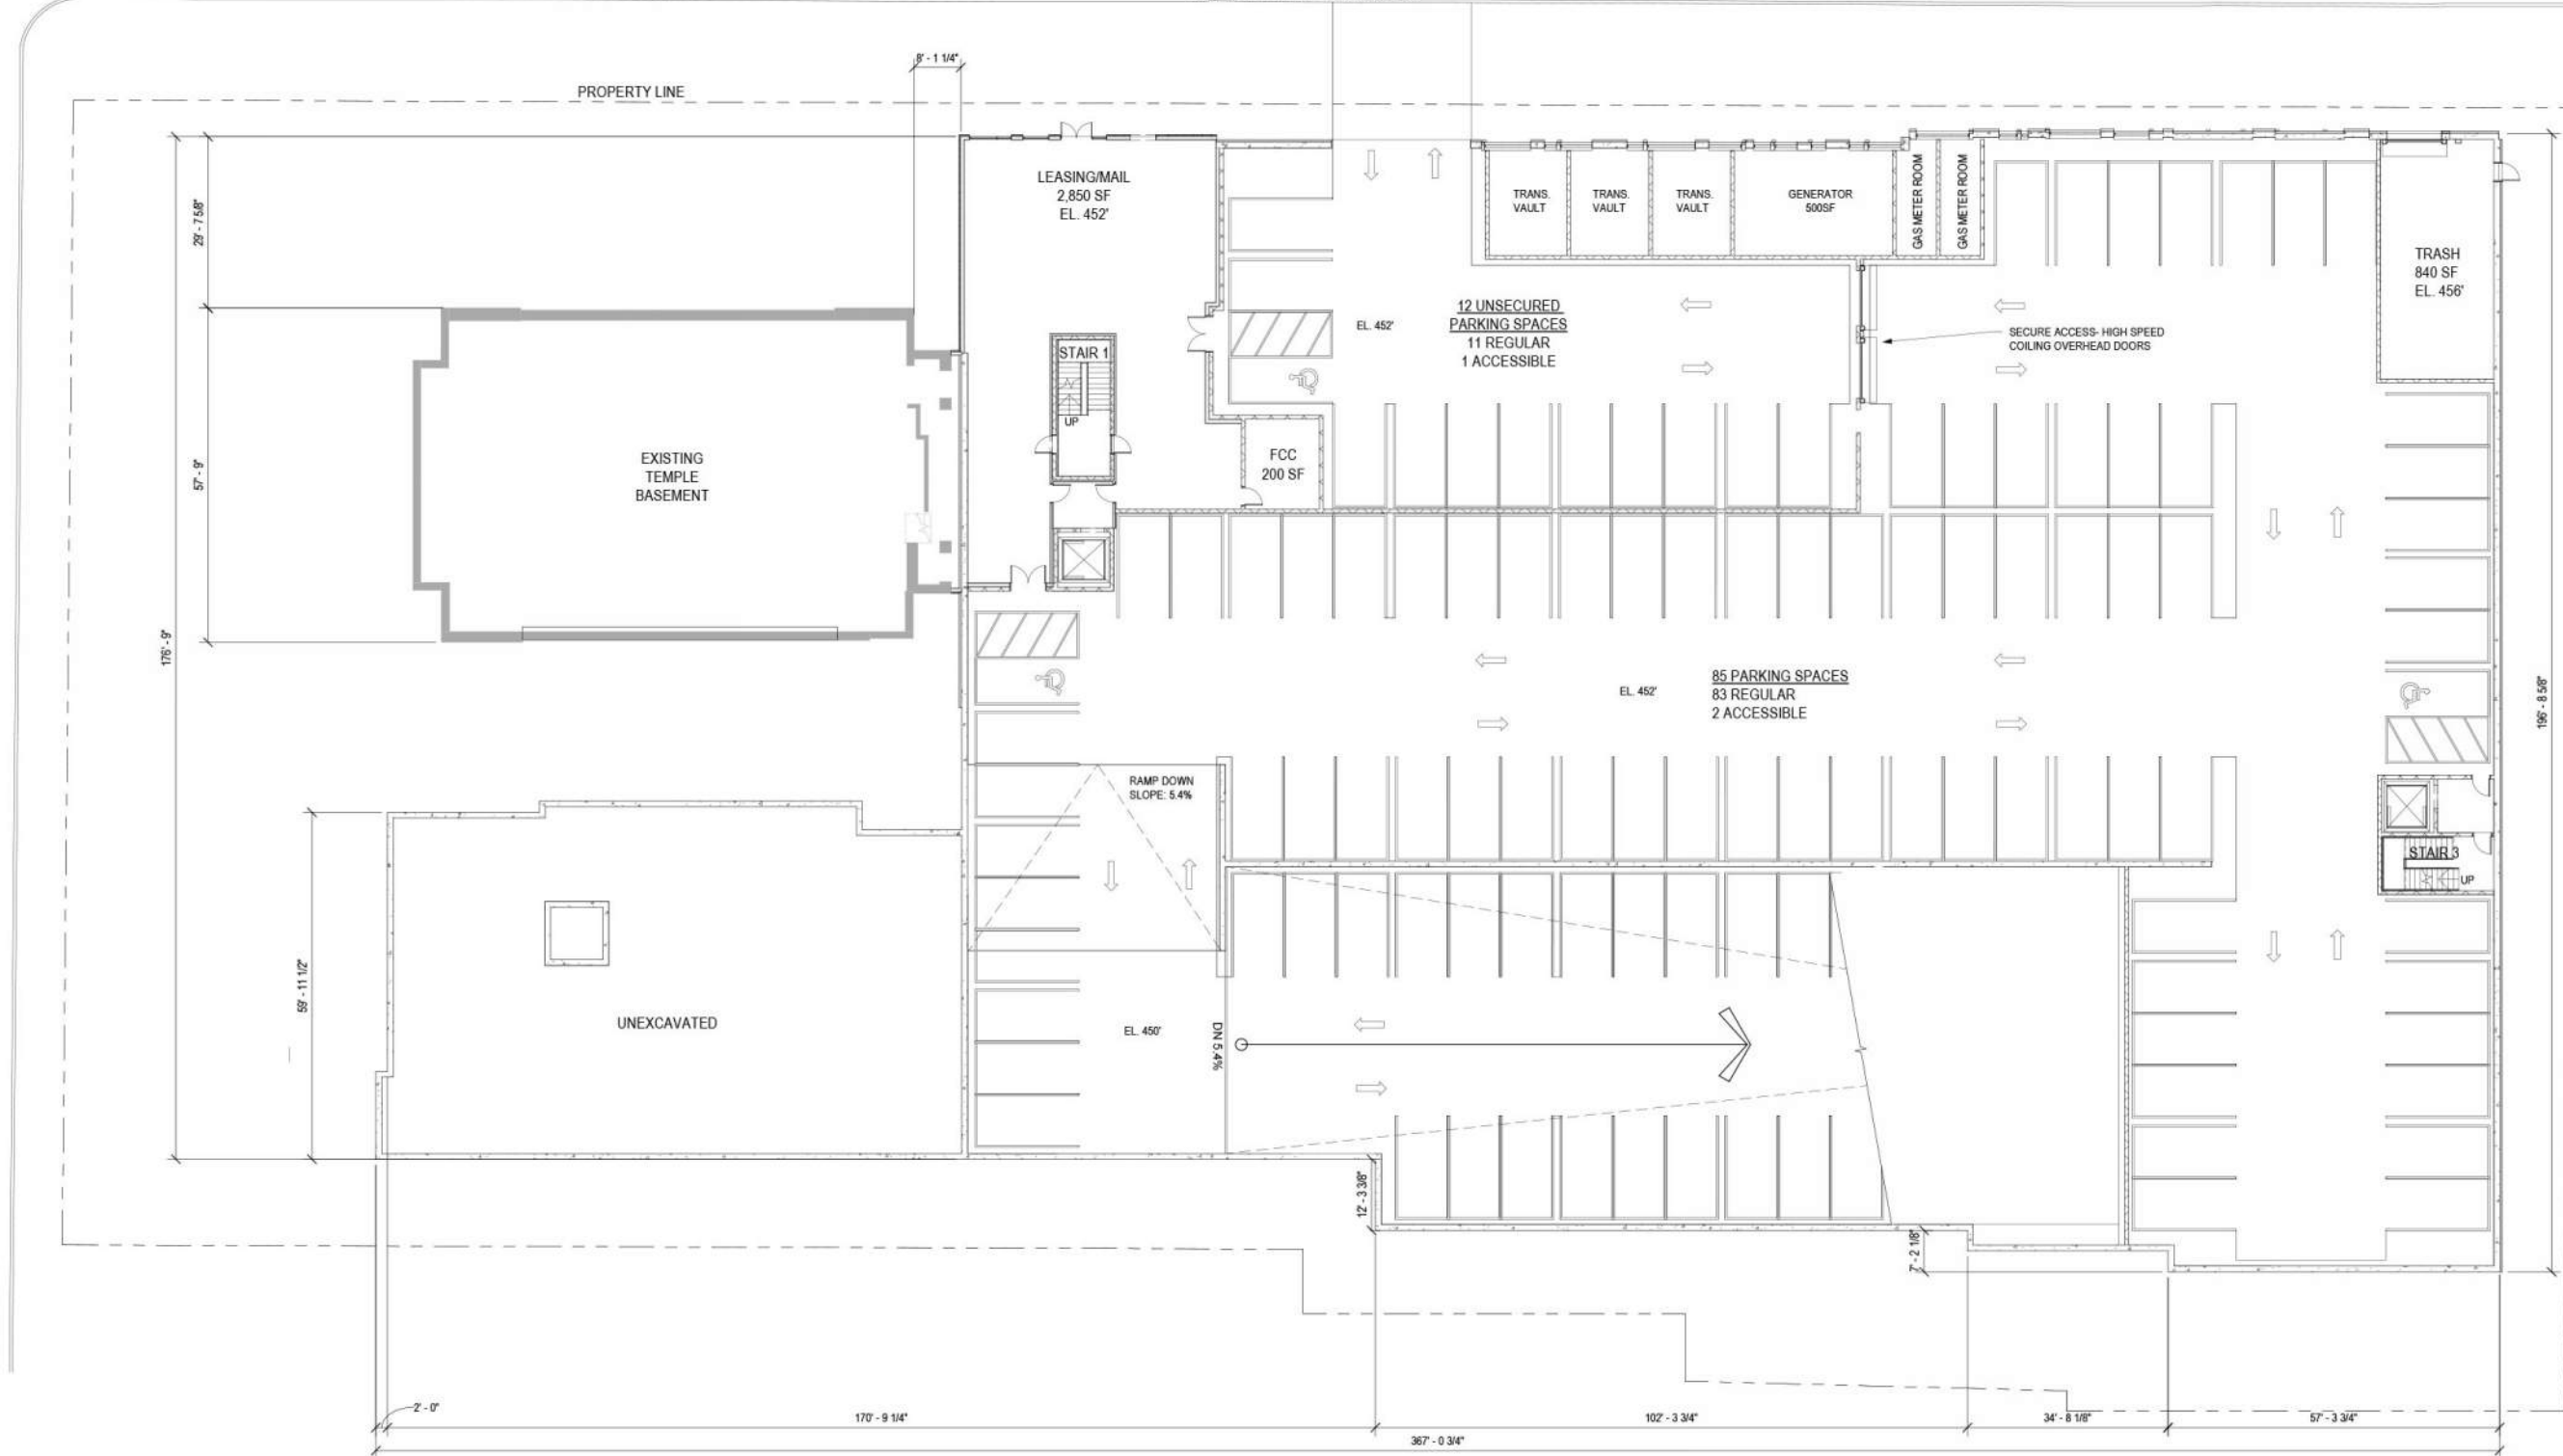 8' - 1 1/4"
PROPERTY LINE
29' - 7 5/8"
57' - 9"
176' - 9"
59' - 11 1/2"
LEASING/MAIL
2,850 SF
EL. 452'
STAIR 1
UP
FCC
200 SF
EXISTING
TEMPLE
BASEMENT
UNEXCAVATED
TRANS.
VAULT
TRANS.
VAULT
TRANS.
VAULT
GENERATOR
500SF
GAS METER ROOM
GAS METER ROOM
TRASH
840 SF
EL. 456'
EL. 452'
12 UNSECURED
PARKING SPACES
11 REGULAR
1 ACCESSIBLE
SECURE ACCESS- HIGH SPEED
COILING OVERHEAD DOORS
EL. 452'
85 PARKING SPACES
83 REGULAR
2 ACCESSIBLE
196' - 8 5/8"
RAMP DOWN
SLOPE: 5.4%
STAIR 3
UP
EL. 450'
DN 5.4%
12' - 3 3/8"
7' - 2 1/8"
2' - 0"
170' - 9 1/4"
102' - 3 3/4"
34' - 8 1/8"
57' - 3 3/4"
367' - 0 3/4"